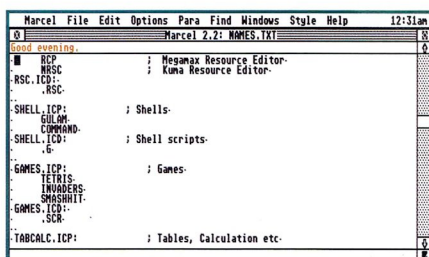 Marcel File Edit Options Para Find Windows Style Help 12:31am
Marcel 2.2: NAMES.TXT
Good evening.
RCP ; Megamax Resource Editor
NRSC ; Kuma Resource Editor
RSC.ICD:
.RSC
..
SHELL.ICP: ; Shells
GULAM
COMMAND
SHELL.ICD: ; Shell scripts
.G
..
GAMES.ICP: ; Games
TETRIS
INVADERS
SMASHHIT
GAMES.ICD:
.SCR
..
TABCALC.ICP: ; Tables, Calculation etc